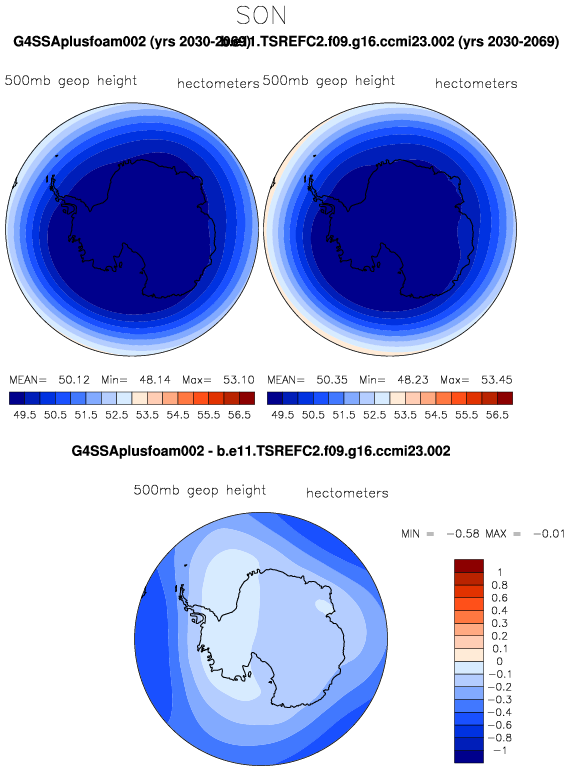 SON
G4SSAplusfoam002 (yrs 2030-2069) b.e11.TSREFC2.f09.g16.ccmi23.002 (yrs 2030-2069)
500mb geop height hectometers 500mb geop height hectometers
MEAN= 50.12 Min= 48.14 Max= 53.10 MEAN= 50.35 Min= 48.23 Max= 53.45
49.5 50.5 51.5 52.5 53.5 54.5 55.5 56.5 49.5 50.5 51.5 52.5 53.5 54.5 55.5 56.5
G4SSAplusfoam002 - b.e11.TSREFC2.f09.g16.ccmi23.002
500mb geop height hectometers
MIN = -0.58 MAX = -0.01
1
0.8
0.6
0.4
0.3
0.2
0.1
0
-0.1
-0.2
-0.3
-0.4
-0.6
-0.8
-1